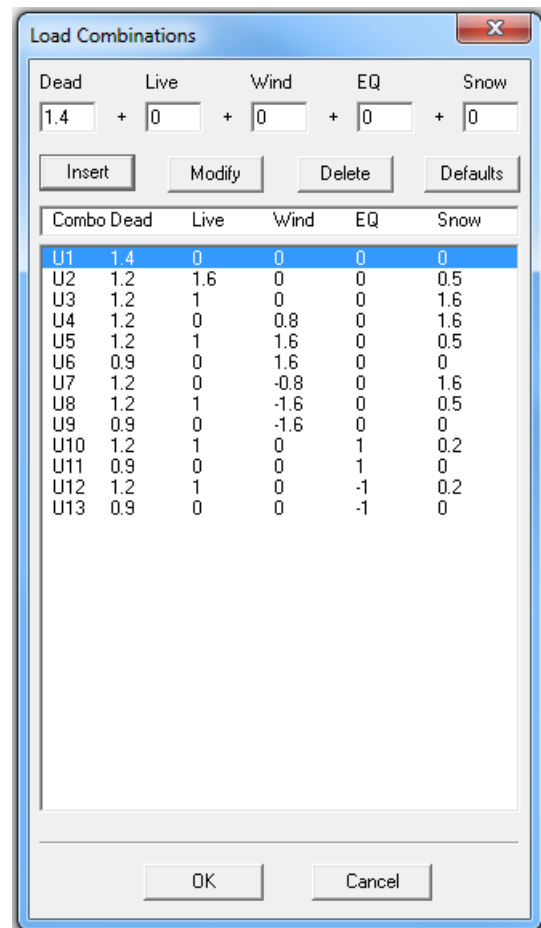 Load Combinations
Dead Live Wind EQ Snow
1.4 + 0 + 0 + 0 + 0
Insert Modify Delete Defaults
Combo Dead Live Wind EQ Snow
U1 1.4 0 0 0 0
U2 1.2 1.6 0 0 0.5
U3 1.2 1 0 0 1.6
U4 1.2 0 0.8 0 1.6
U5 1.2 1 1.6 0 0.5
U6 0.9 0 1.6 0 0
U7 1.2 0 -0.8 0 1.6
U8 1.2 1 -1.6 0 0.5
U9 0.9 0 -1.6 0 0
U10 1.2 1 0 1 0.2
U11 0.9 0 0 1 0
U12 1.2 1 0 -1 0.2
U13 0.9 0 0 -1 0
OK Cancel